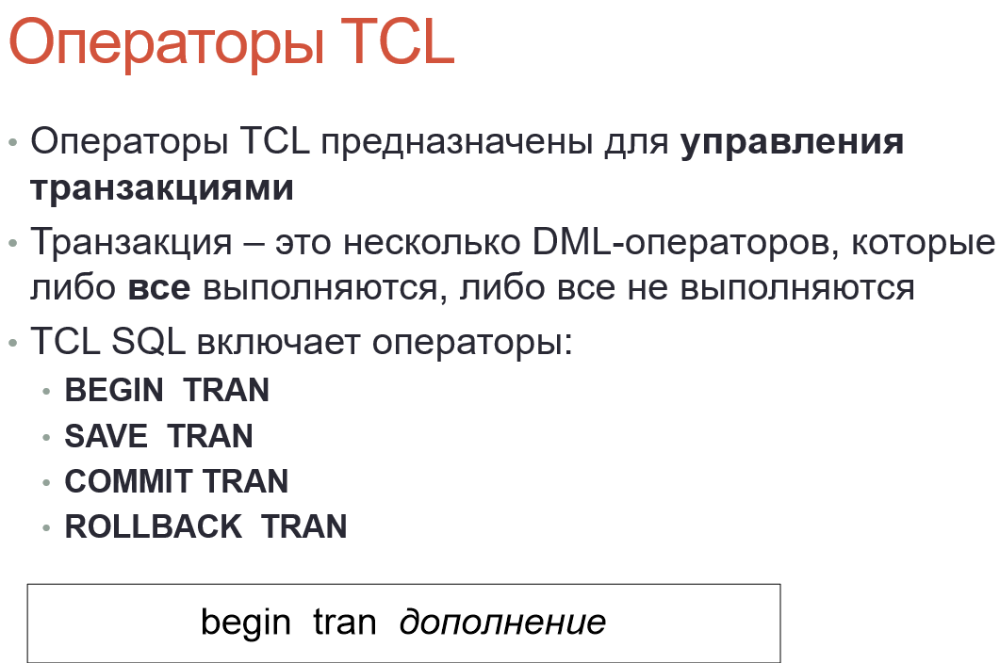 Операторы TCL
• Операторы TCL предназначены для управления
транзакциями
• Транзакция – это несколько DML-операторов, которые
либо все выполняются, либо все не выполняются
• TCL SQL включает операторы:
• BEGIN TRAN
• SAVE TRAN
• COMMIT TRAN
• ROLLBACK TRAN
begin tran дополнение